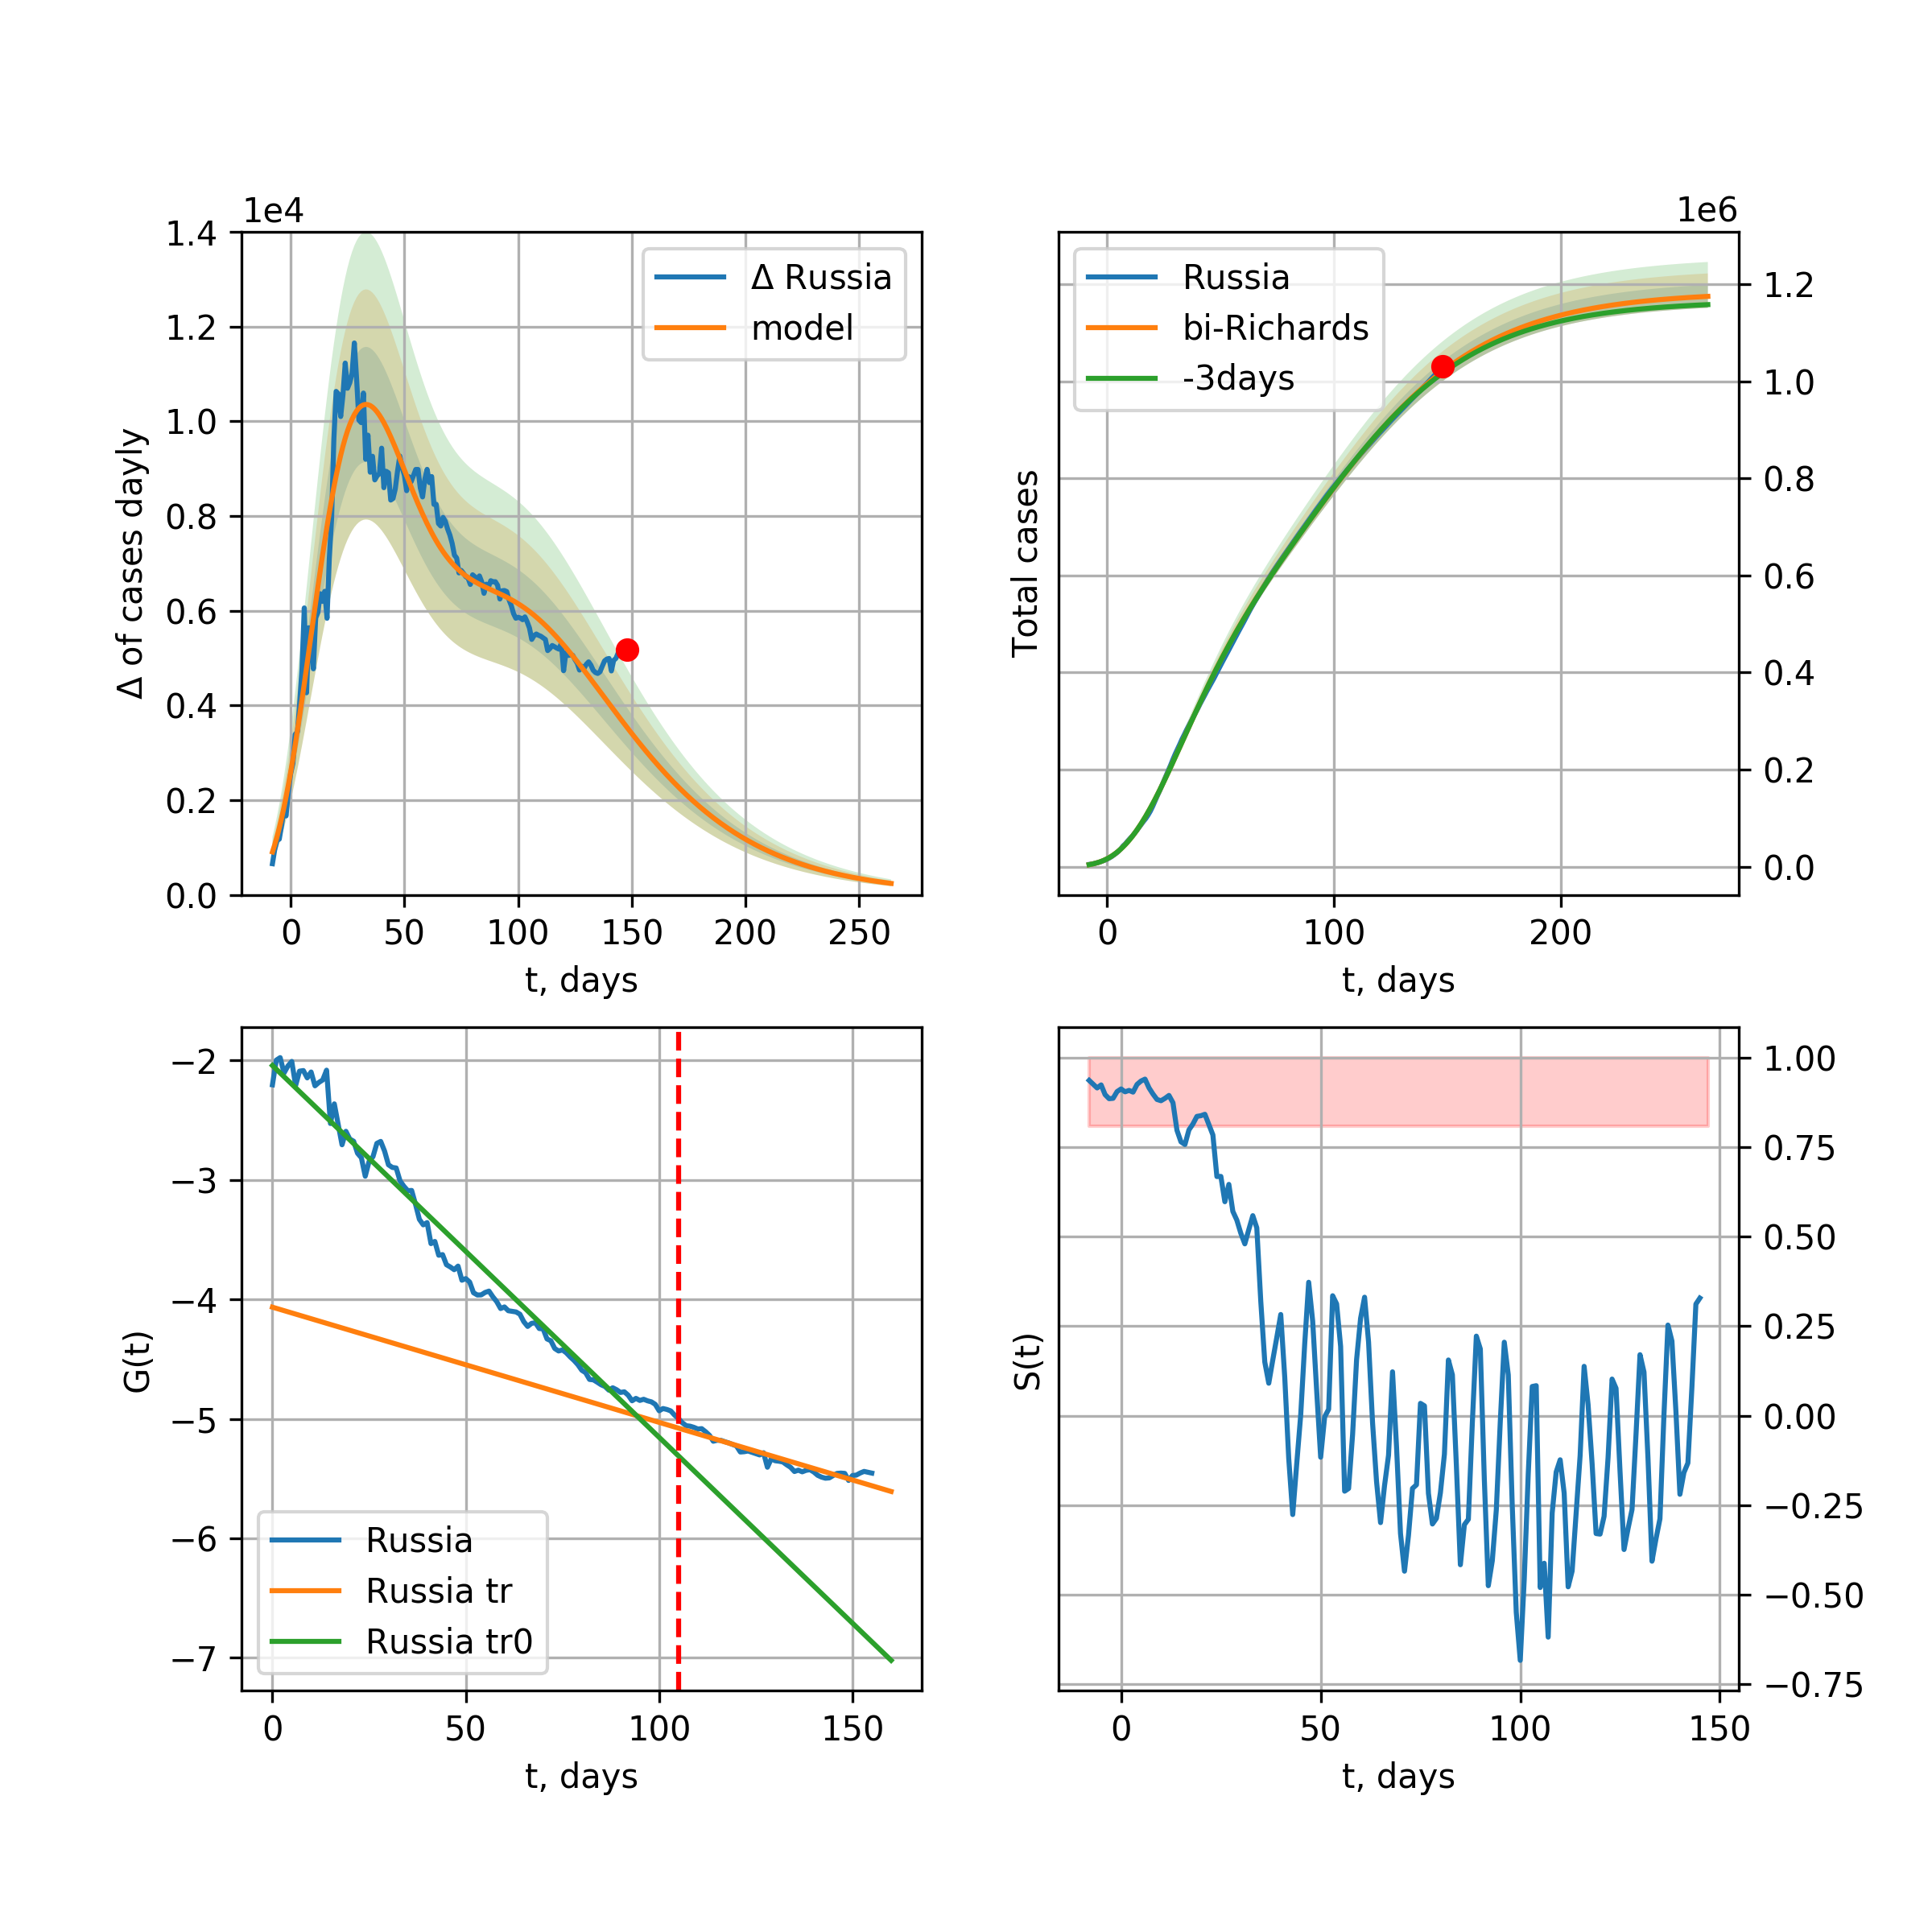 1e4
1.4
1.2
1.0
0.8
0.6
0.4
0.2
0.0
Δ of cases dayly
0 50 100 150 200 250
t, days
Δ Russia
model
1e6
1.2
1.0
0.8
0.6
0.4
0.2
0.0
Total cases
0 100 200
t, days
Russia
bi-Richards
-3days
−2
−3
−4
−5
−6
−7
G(t)
0 50 100 150
t, days
Russia
Russia tr
Russia tr0
1.00
0.75
0.50
0.25
0.00
−0.25
−0.50
−0.75
S(t)
0 50 100 150
t, days